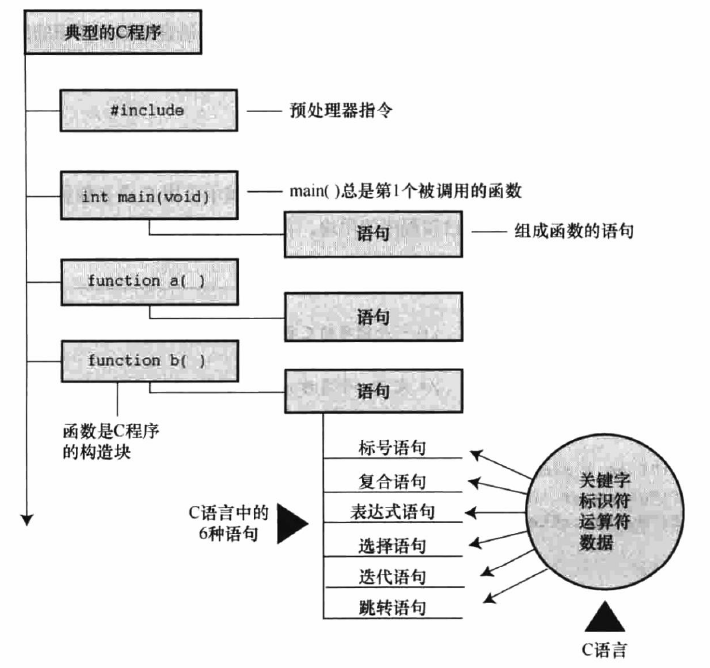 典型的C程序
#include
预处理器指令
int main(void)
main( )总是第1个被调用的函数
语句
组成函数的语句
function a( )
语句
function b( )
语句
函数是C程序
的构造块
标号语句
复合语句
表达式语句
选择语句
迭代语句
跳转语句
C语言中的
6种语句
关键字
标识符
运算符
数据
C语言